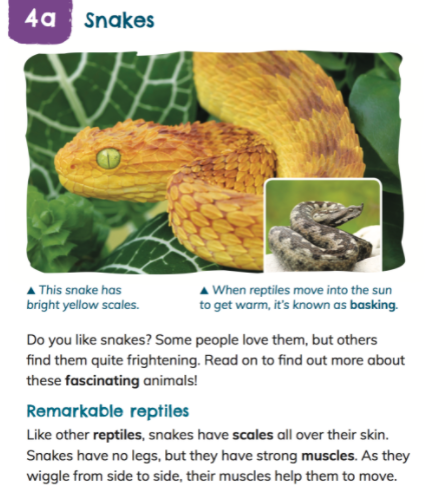 4a Snakes
▲ This snake has
bright yellow scales.
▲ When reptiles move into the sun
to get warm, it's known as basking.
Do you like snakes? Some people love them, but others
find them quite frightening. Read on to find out more about
these fascinating animals!
Remarkable reptiles
Like other reptiles, snakes have scales all over their skin.
Snakes have no legs, but they have strong muscles. As they
wiggle from side to side, their muscles help them to move.